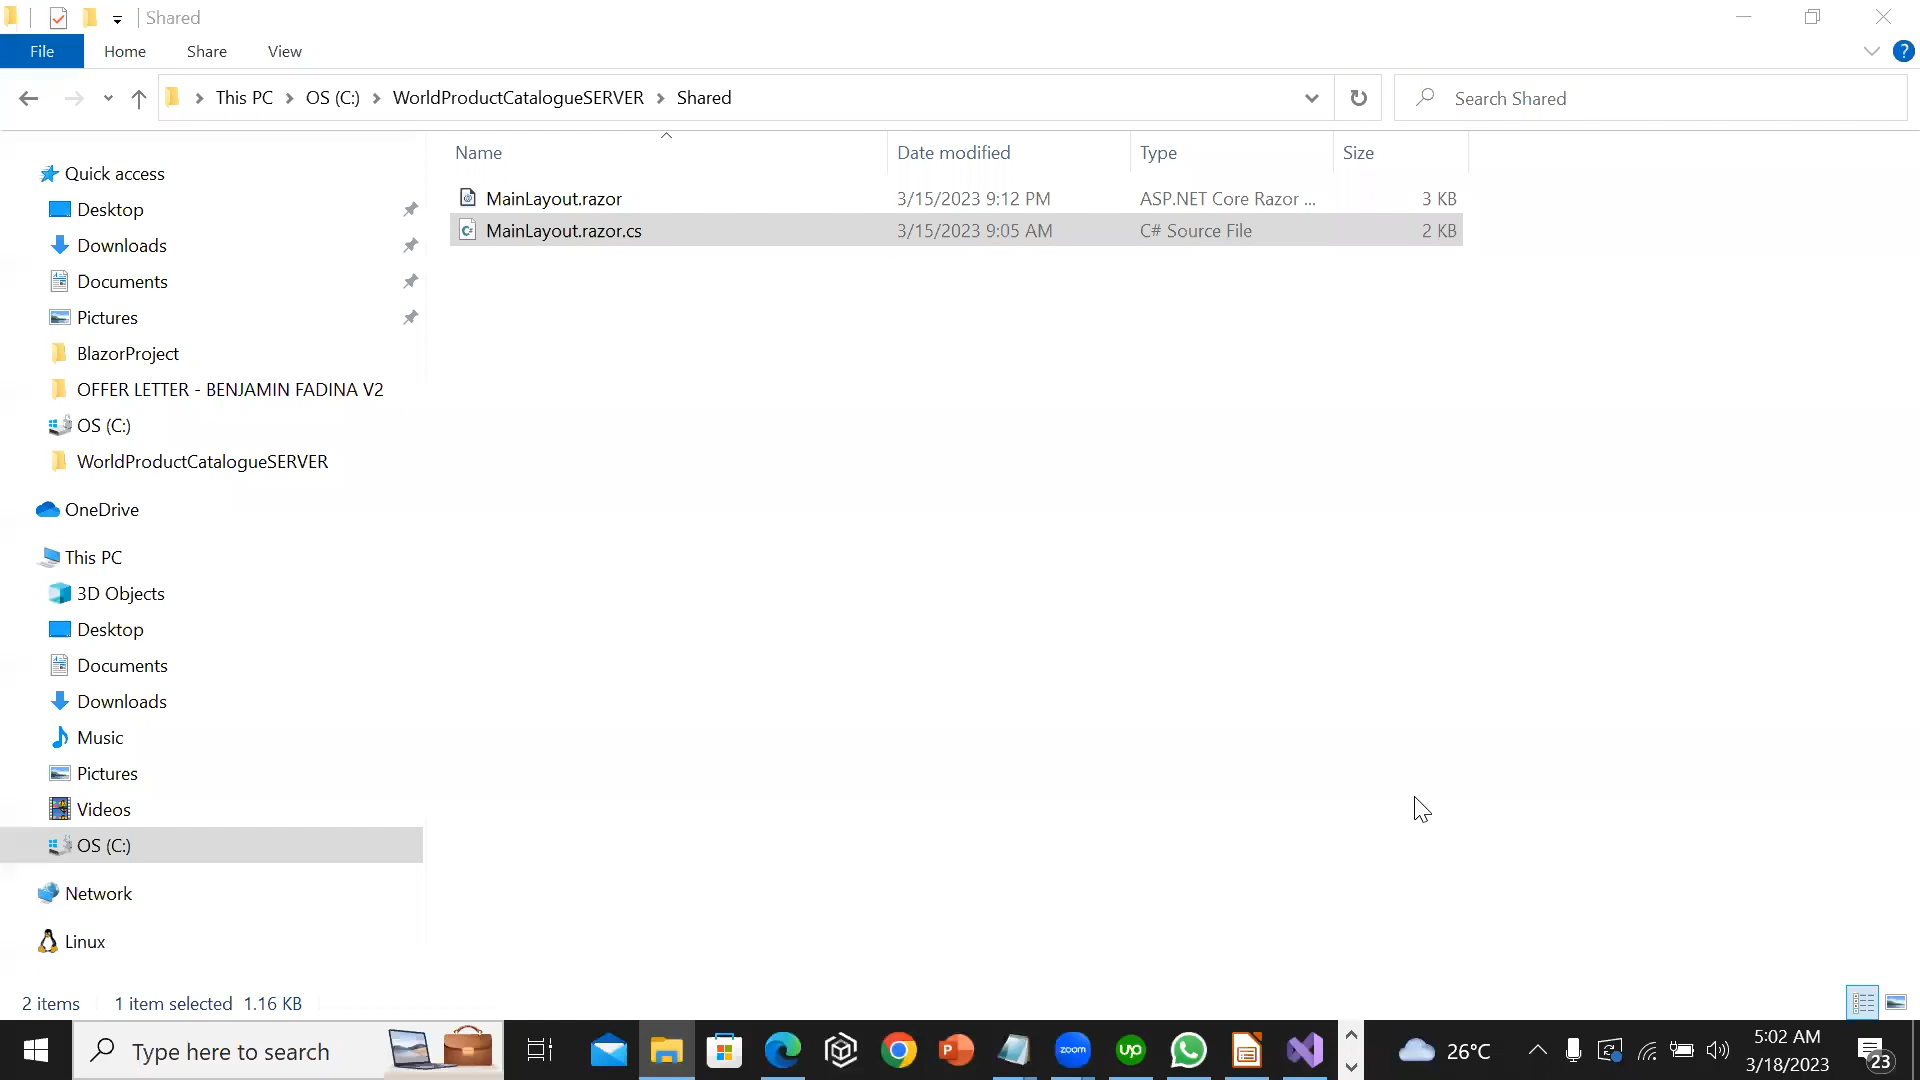 Shared
File Home Share View
?
This PC OS (C:) WorldProductCatalogueSERVER Shared
Search Shared
Name Date modified Type Size
MainLayout.razor 3/15/2023 9:12 PM ASP.NET Core Razor ... 3 KB
MainLayout.razor.cs 3/15/2023 9:05 AM C# Source File 2 KB
Quick access
Desktop
Downloads
Documents
Pictures
BlazorProject
OFFER LETTER - BENJAMIN FADINA V2
OS (C:)
WorldProductCatalogueSERVER
OneDrive
This PC
3D Objects
Desktop
Documents
Downloads
Music
Pictures
Videos
OS (C:)
Network
Linux
2 items 1 item selected 1.16 KB
Type here to search
P
zoom
up
26°C
5:02 AM
3/18/2023
23